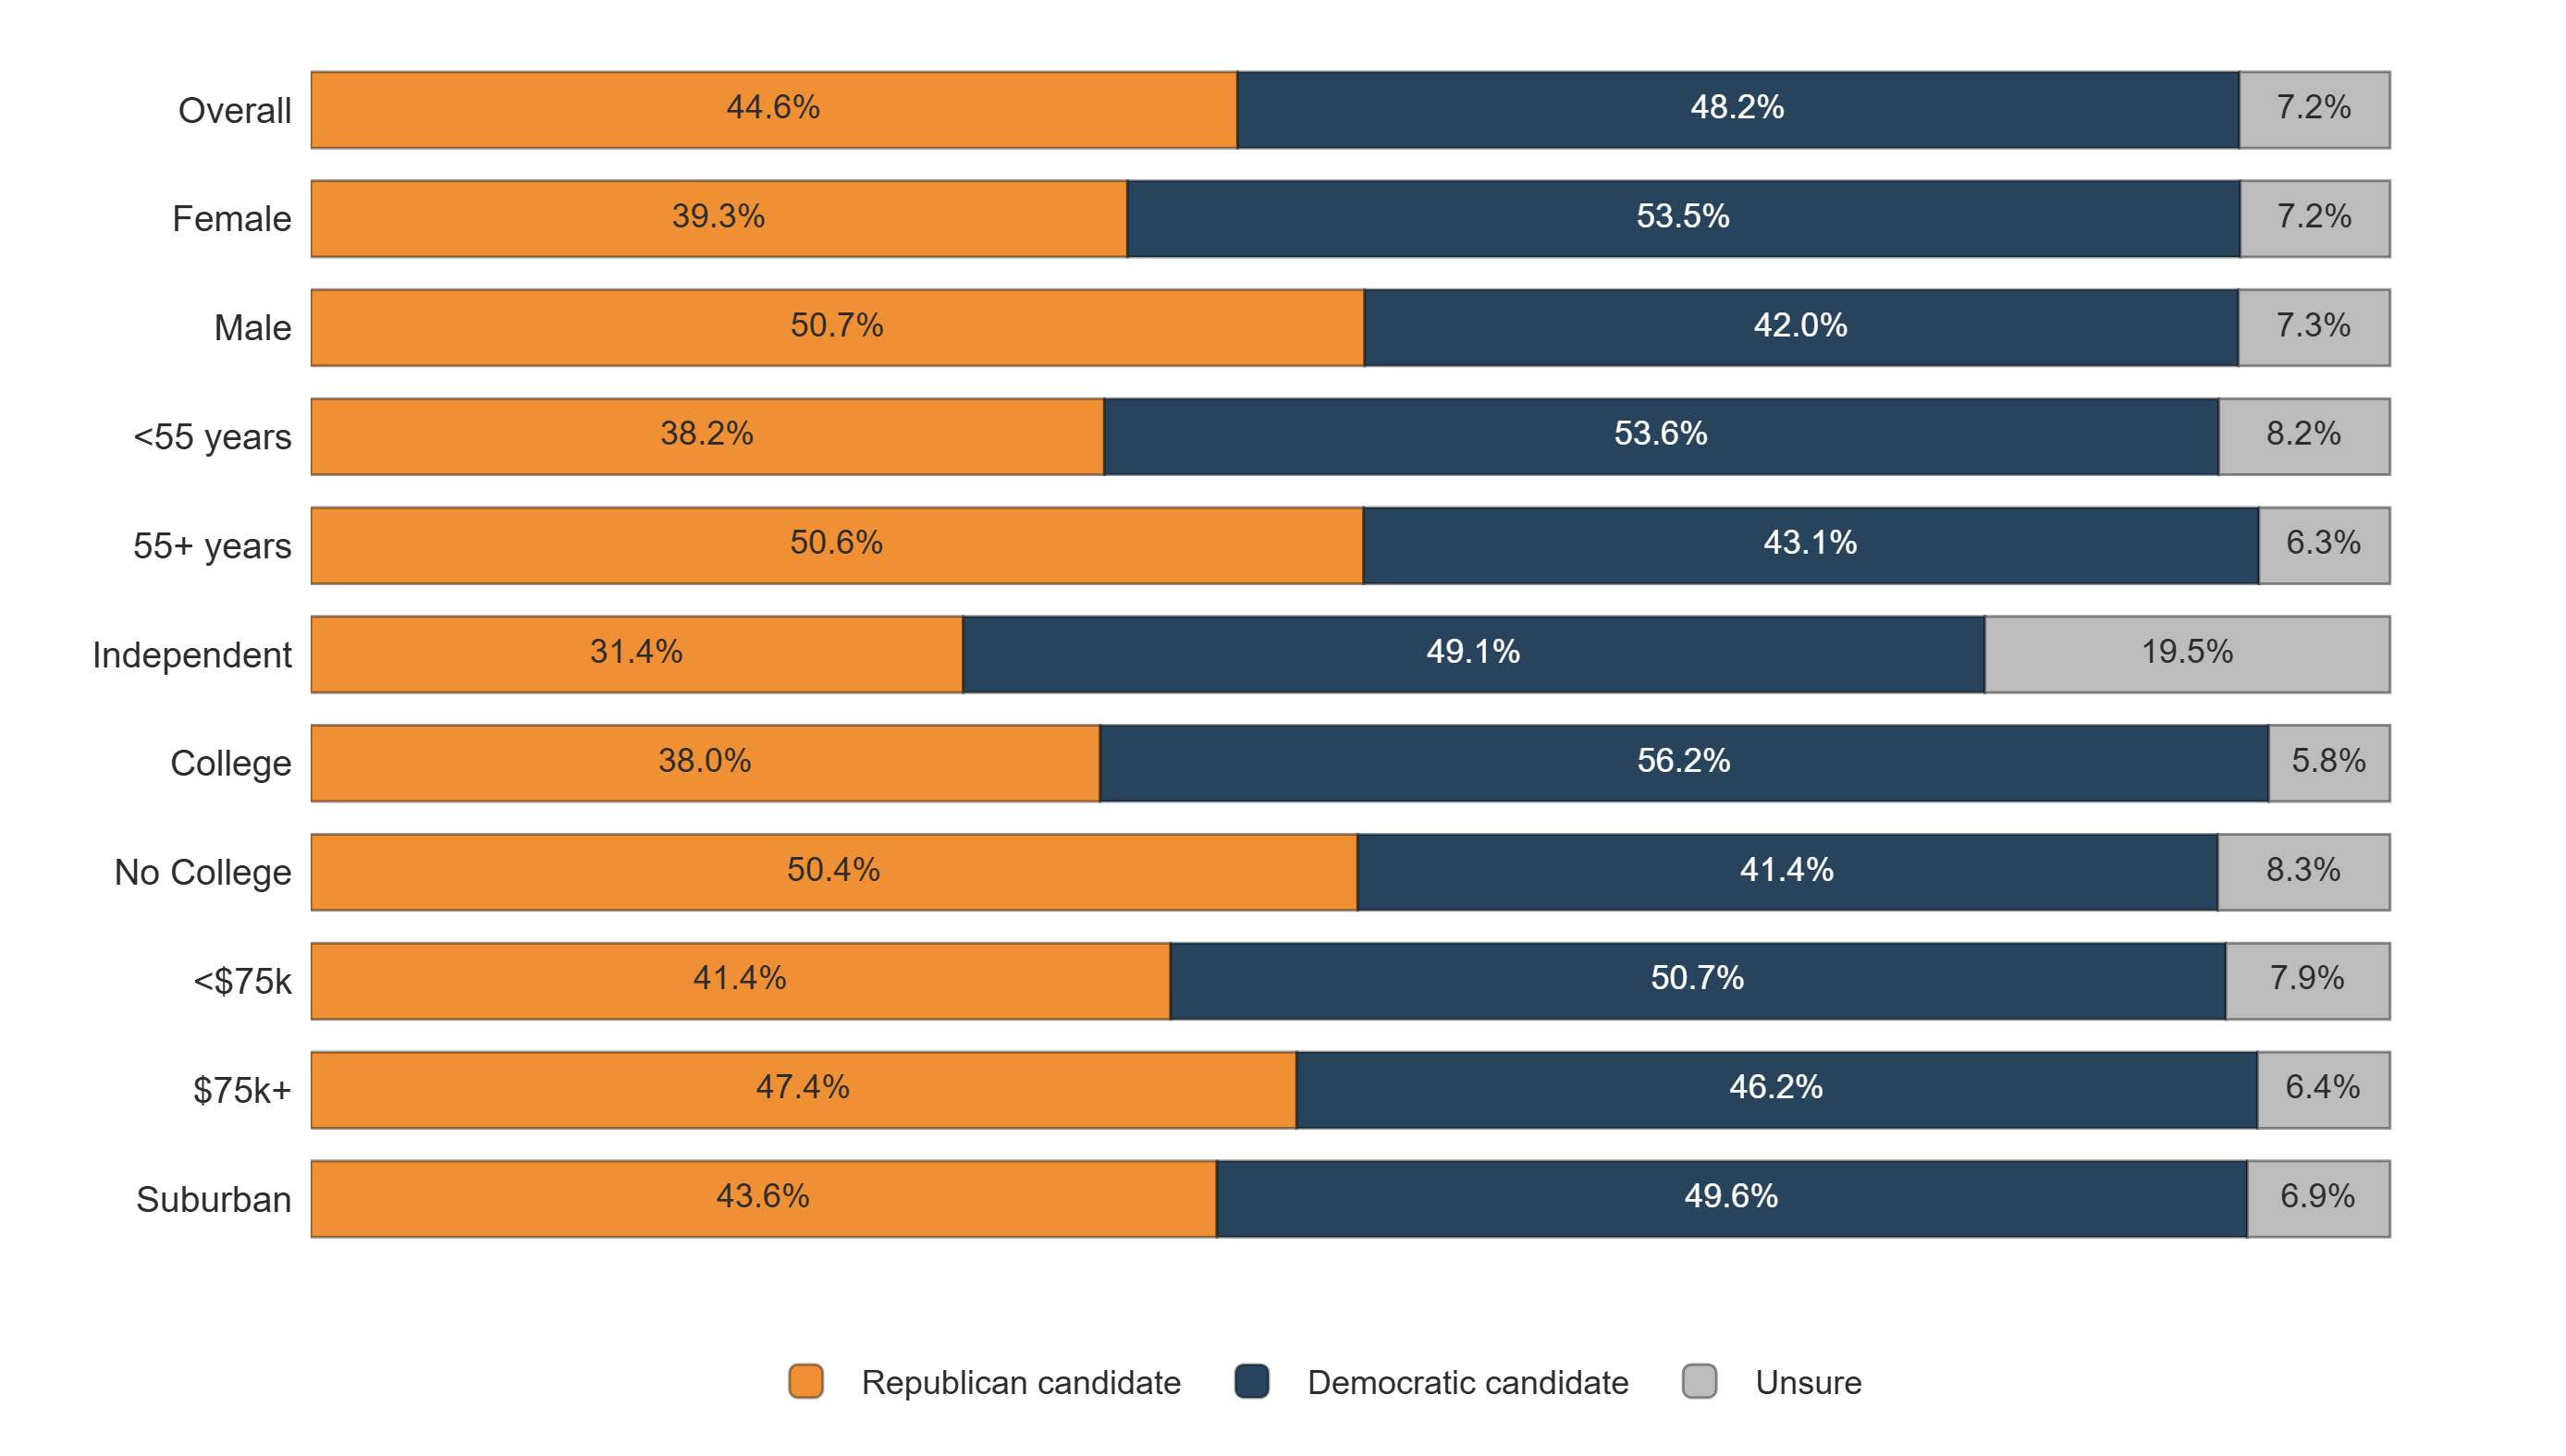 Overall 44.6% 48.2% 7.2%
Female 39.3% 53.5% 7.2%
Male 50.7% 42.0% 7.3%
<55 years 38.2% 53.6% 8.2%
55+ years 50.6% 43.1% 6.3%
Independent 31.4% 49.1% 19.5%
College 38.0% 56.2% 5.8%
No College 50.4% 41.4% 8.3%
<$75k 41.4% 50.7% 7.9%
$75k+ 47.4% 46.2% 6.4%
Suburban 43.6% 49.6% 6.9%
Republican candidate Democratic candidate Unsure